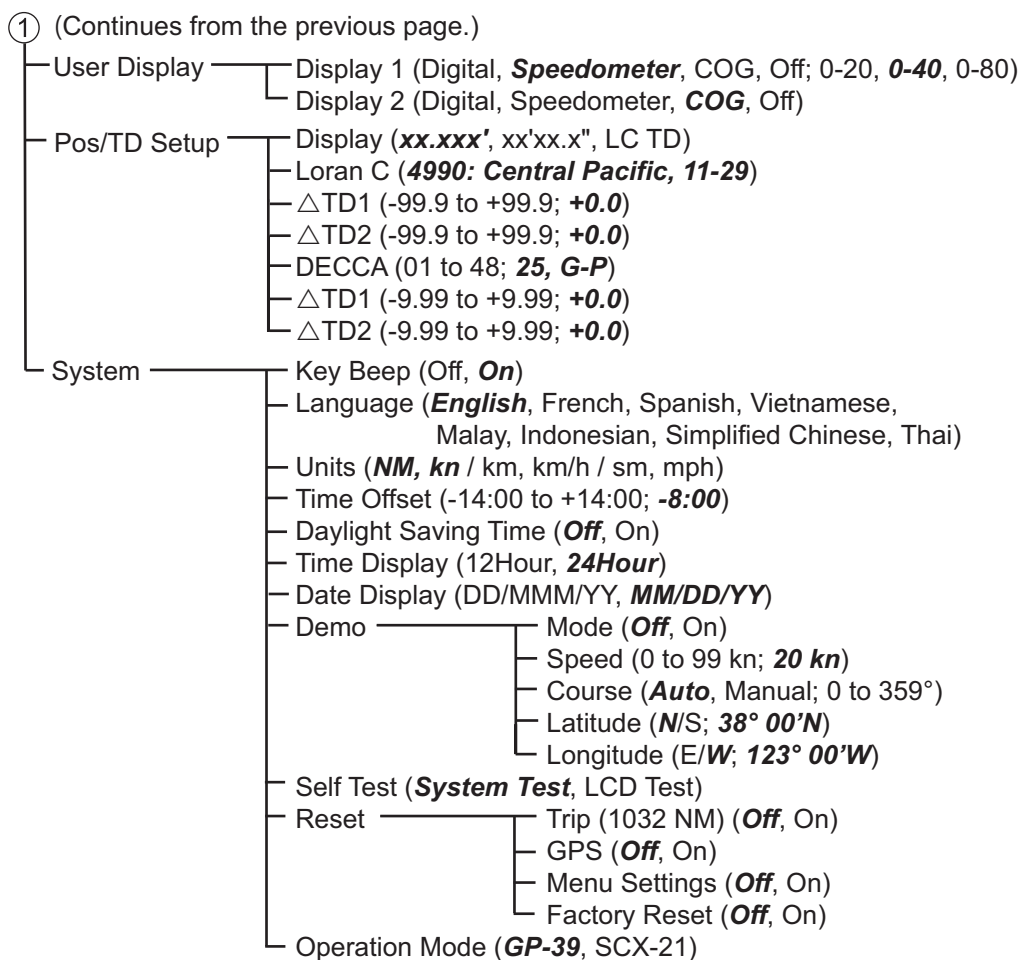 ① (Continues from the previous page.)
User Display
Display 1 (Digital, Speedometer, COG, Off; 0-20, 0-40, 0-80)
Display 2 (Digital, Speedometer, COG, Off)
Pos/TD Setup
Display (xx.xxx', xx'xx.x", LC TD)
Loran C (4990: Central Pacific, 11-29)
△TD1 (-99.9 to +99.9; +0.0)
△TD2 (-99.9 to +99.9; +0.0)
DECCA (01 to 48; 25, G-P)
△TD1 (-9.99 to +9.99; +0.0)
△TD2 (-9.99 to +9.99; +0.0)
System
Key Beep (Off, On)
Language (English, French, Spanish, Vietnamese,
Malay, Indonesian, Simplified Chinese, Thai)
Units (NM, kn / km, km/h / sm, mph)
Time Offset (-14:00 to +14:00; -8:00)
Daylight Saving Time (Off, On)
Time Display (12Hour, 24Hour)
Date Display (DD/MMM/YY, MM/DD/YY)
Demo
Mode (Off, On)
Speed (0 to 99 kn; 20 kn)
Course (Auto, Manual; 0 to 359°)
Latitude (N/S; 38° 00’N)
Longitude (E/W; 123° 00’W)
Self Test (System Test, LCD Test)
Reset
Trip (1032 NM) (Off, On)
GPS (Off, On)
Menu Settings (Off, On)
Factory Reset (Off, On)
Operation Mode (GP-39, SCX-21)